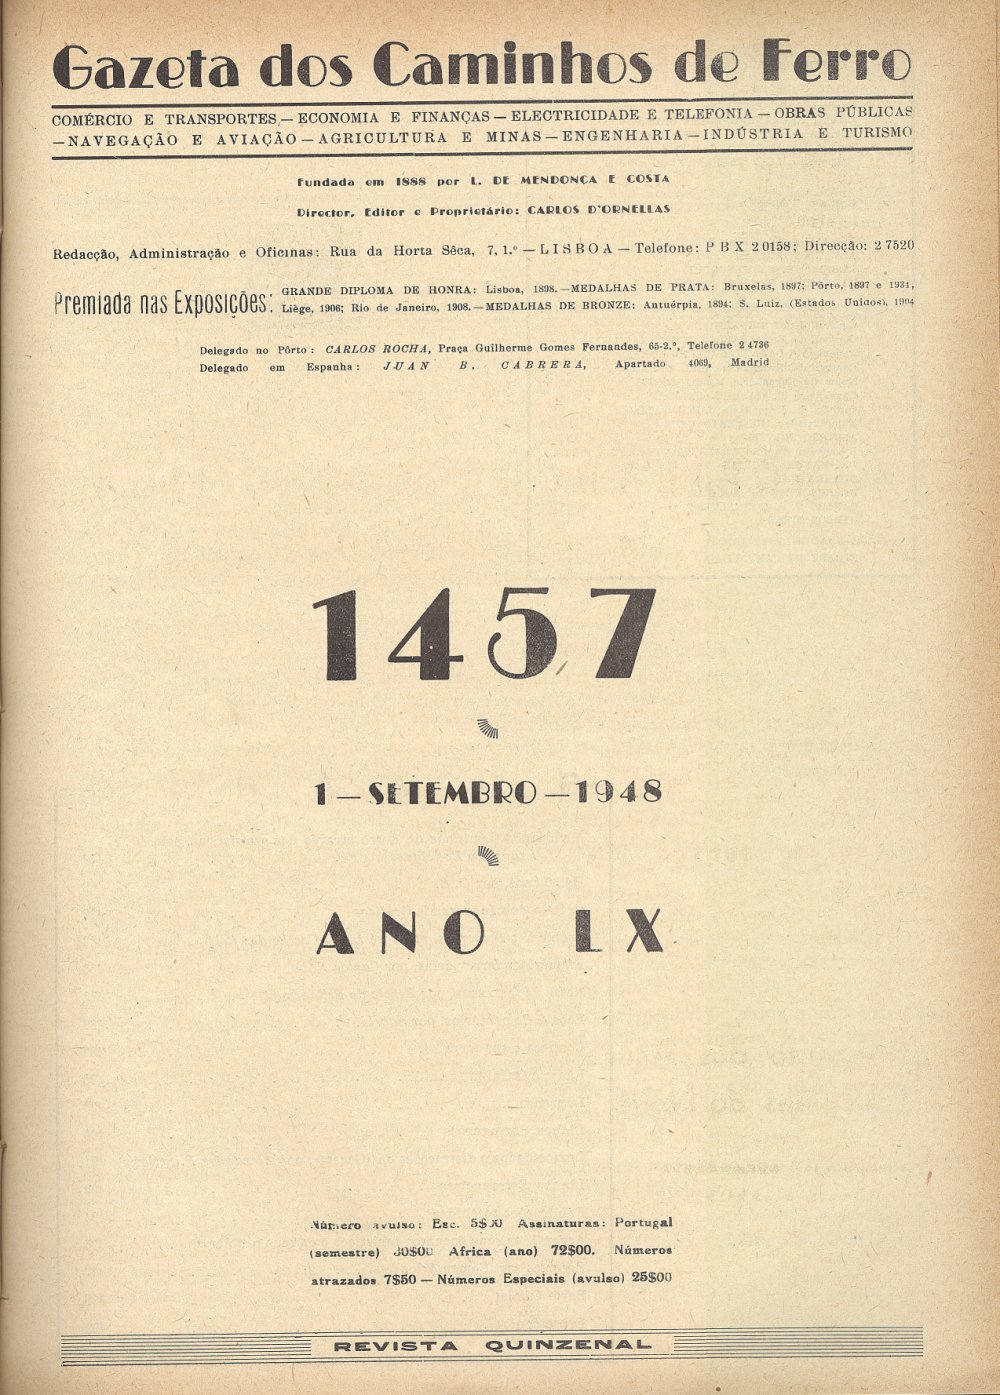 Gazeta dos Caminhos de Ferro
COMÉRCIO E TRANSPORTES — ECONOMIA E FINANÇAS — ELECTRICIDADE E TELEFONIA — OBRAS PÚBLICAS
— NAVEGAÇÃO E AVIAÇÃO — AGRICULTURA E MINAS — ENGENHARIA — INDÚSTRIA E TURISMO
Fundada em 1888 por L. DE MENDONÇA E COSTA
Director, Editor e Proprietário: CARLOS D'ORNELLAS
Redacção, Administração e Oficinas: Rua da Horta Sêca, 7, 1.º — LISBOA — Telefone: P B X 2 0158; Direcção: 2 7520
Premiada nas Exposições:
GRANDE DIPLOMA DE HONRA: Lisboa, 1898. — MEDALHAS DE PRATA: Bruxelas, 1897; Pôrto, 1897 e 1934,
Liège, 1906; Rio de Janeiro, 1908. — MEDALHAS DE BRONZE: Antuérpia, 1894; S. Luiz, (Estados Unidos), 1904
Delegado no Pôrto: CARLOS ROCHA, Praça Guilherme Gomes Fernandes, 65-2.º, Telefone 2 4736
Delegado em Espanha: JUAN B. CABRERA, Apartado 4069, Madrid
1457
1 — SETEMBRO — 1948
ANO LX
Número avulso: Esc. Assinaturas: Portugal
(semestre) 30$00 Africa (ano) 72$00. Números
atrazados 7$50 — Números Especiais (avulso) 25$00
REVISTA QUINZENAL